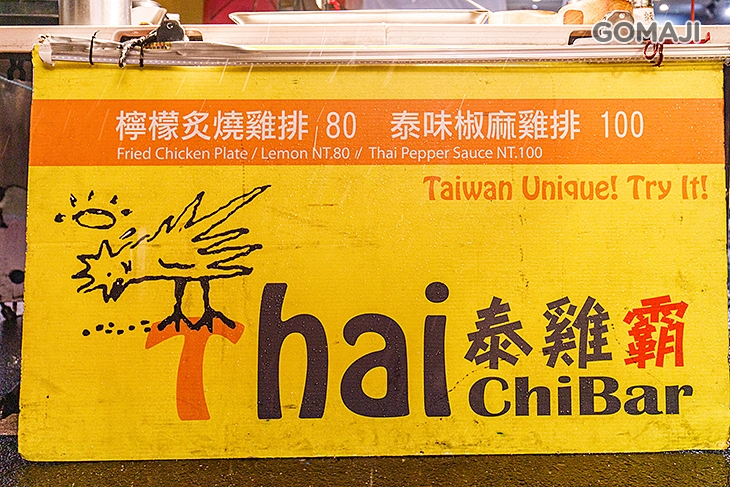 GOMAJI
檸檬炙燒雞排 80 泰味椒麻雞排 100
Fried Chicken Plate / Lemon NT.80 // Thai Pepper Sauce NT.100
Taiwan Unique! Try It!
Thai 泰雞霸
ChiBar